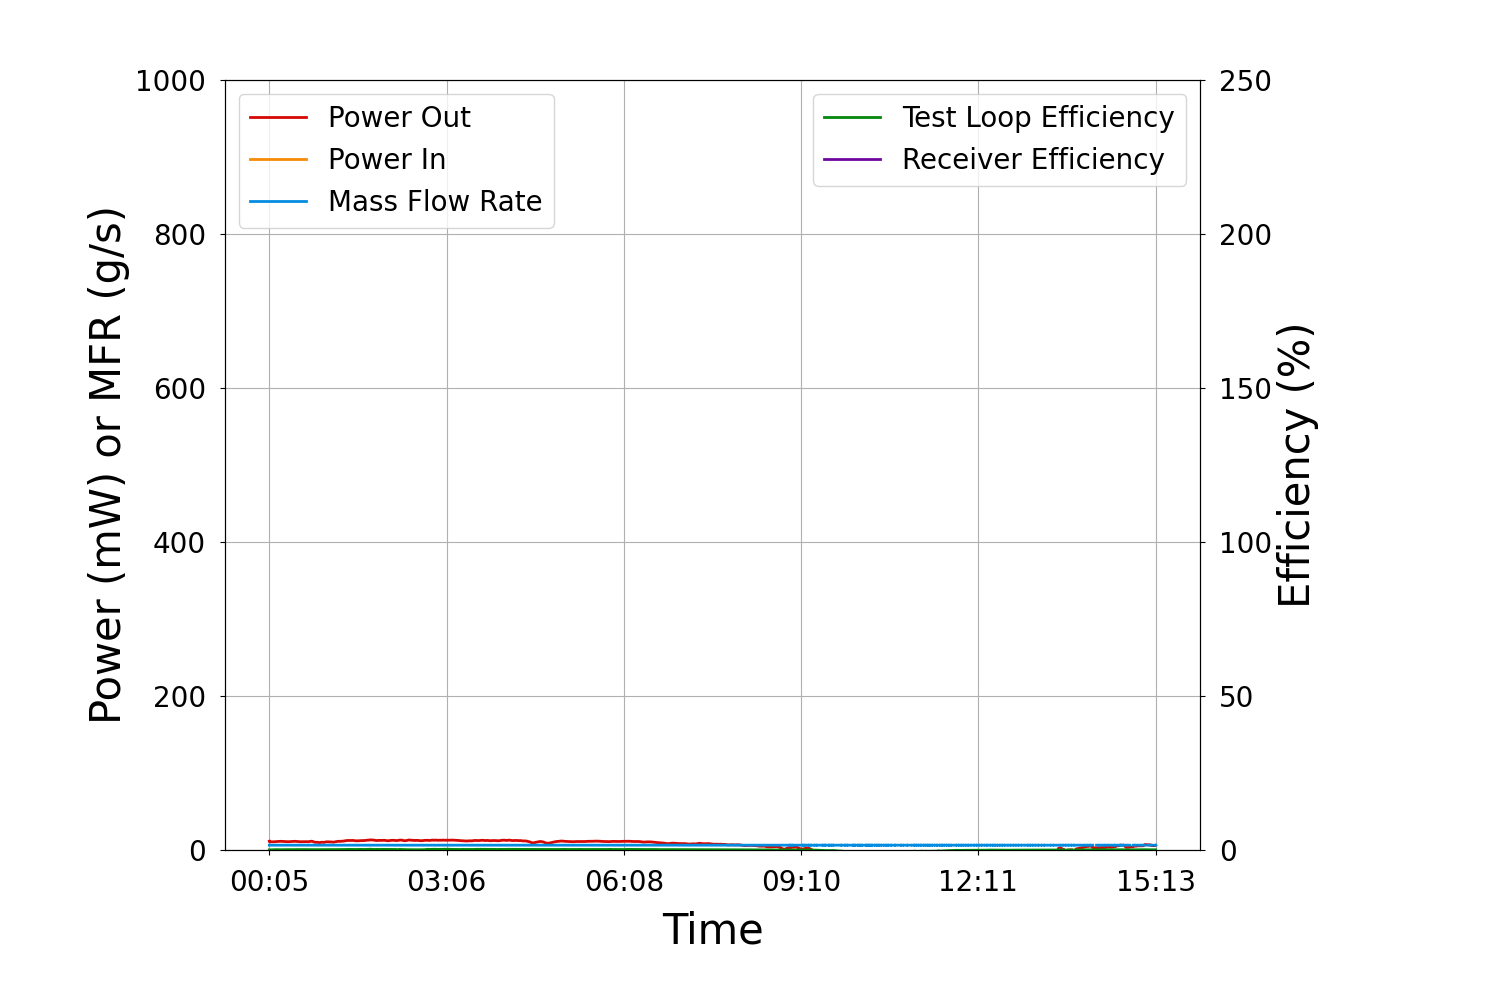 1000
800
600
400
200
0
Power (mW) or MFR (g/s)
Power Out
Power In
Mass Flow Rate
Test Loop Efficiency
Receiver Efficiency
250
200
150
100
50
0
Efficiency (%)
00:05 03:06 06:08 09:10 12:11 15:13
Time